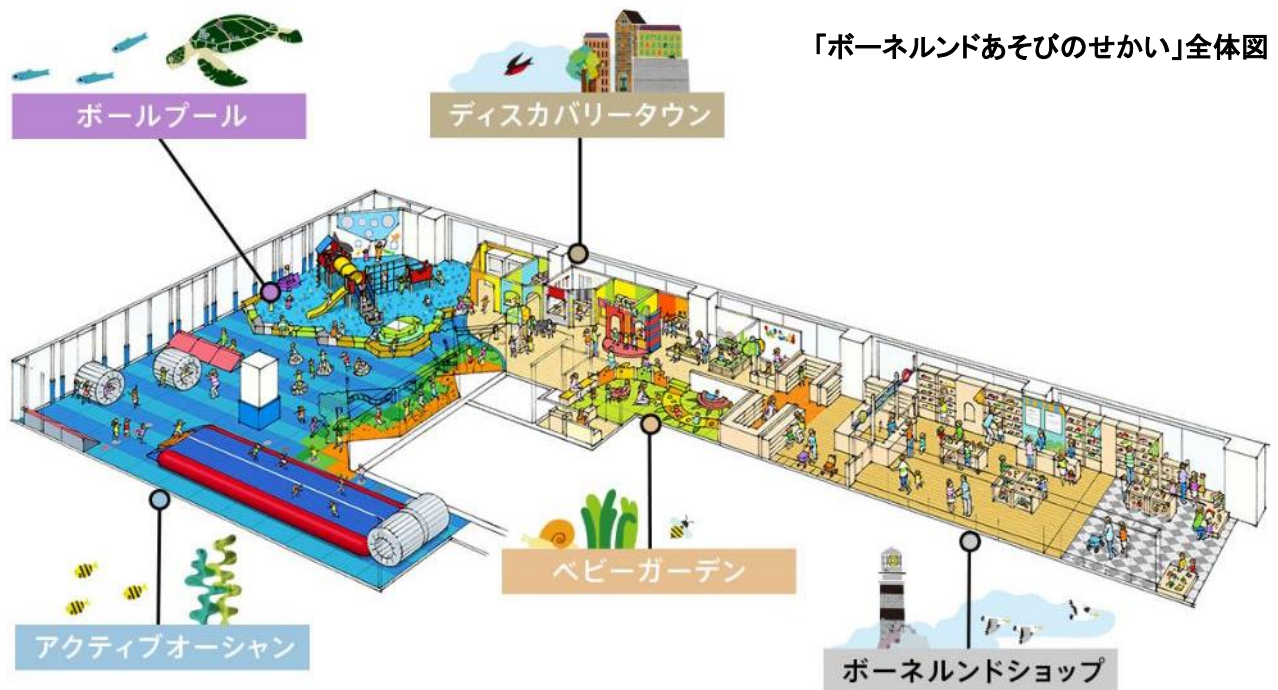 「ボーネルンドあそびのせかい」全体図
ボールプール
ディスカバリータウン
ベビーガーデン
アクティブオーシャン
ボーネルンドショップ